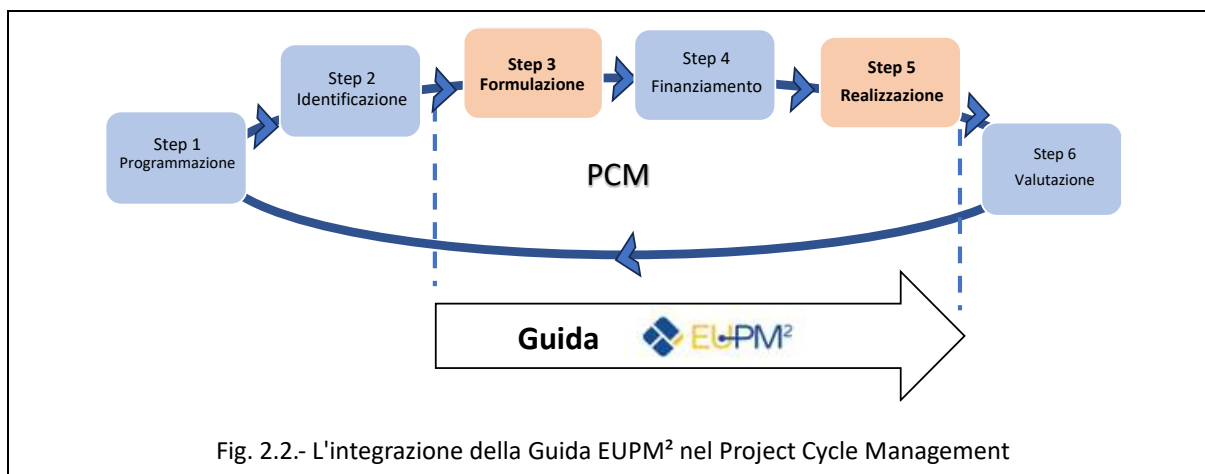 Step 1
Programmazione
Step 2
Identificazione
Step 3
Formulazione
Step 4
Finanziamento
Step 5
Realizzazione
Step 6
Valutazione
PCM
Guida EUPM²
Fig. 2.2.- L'integrazione della Guida EUPM² nel Project Cycle Management